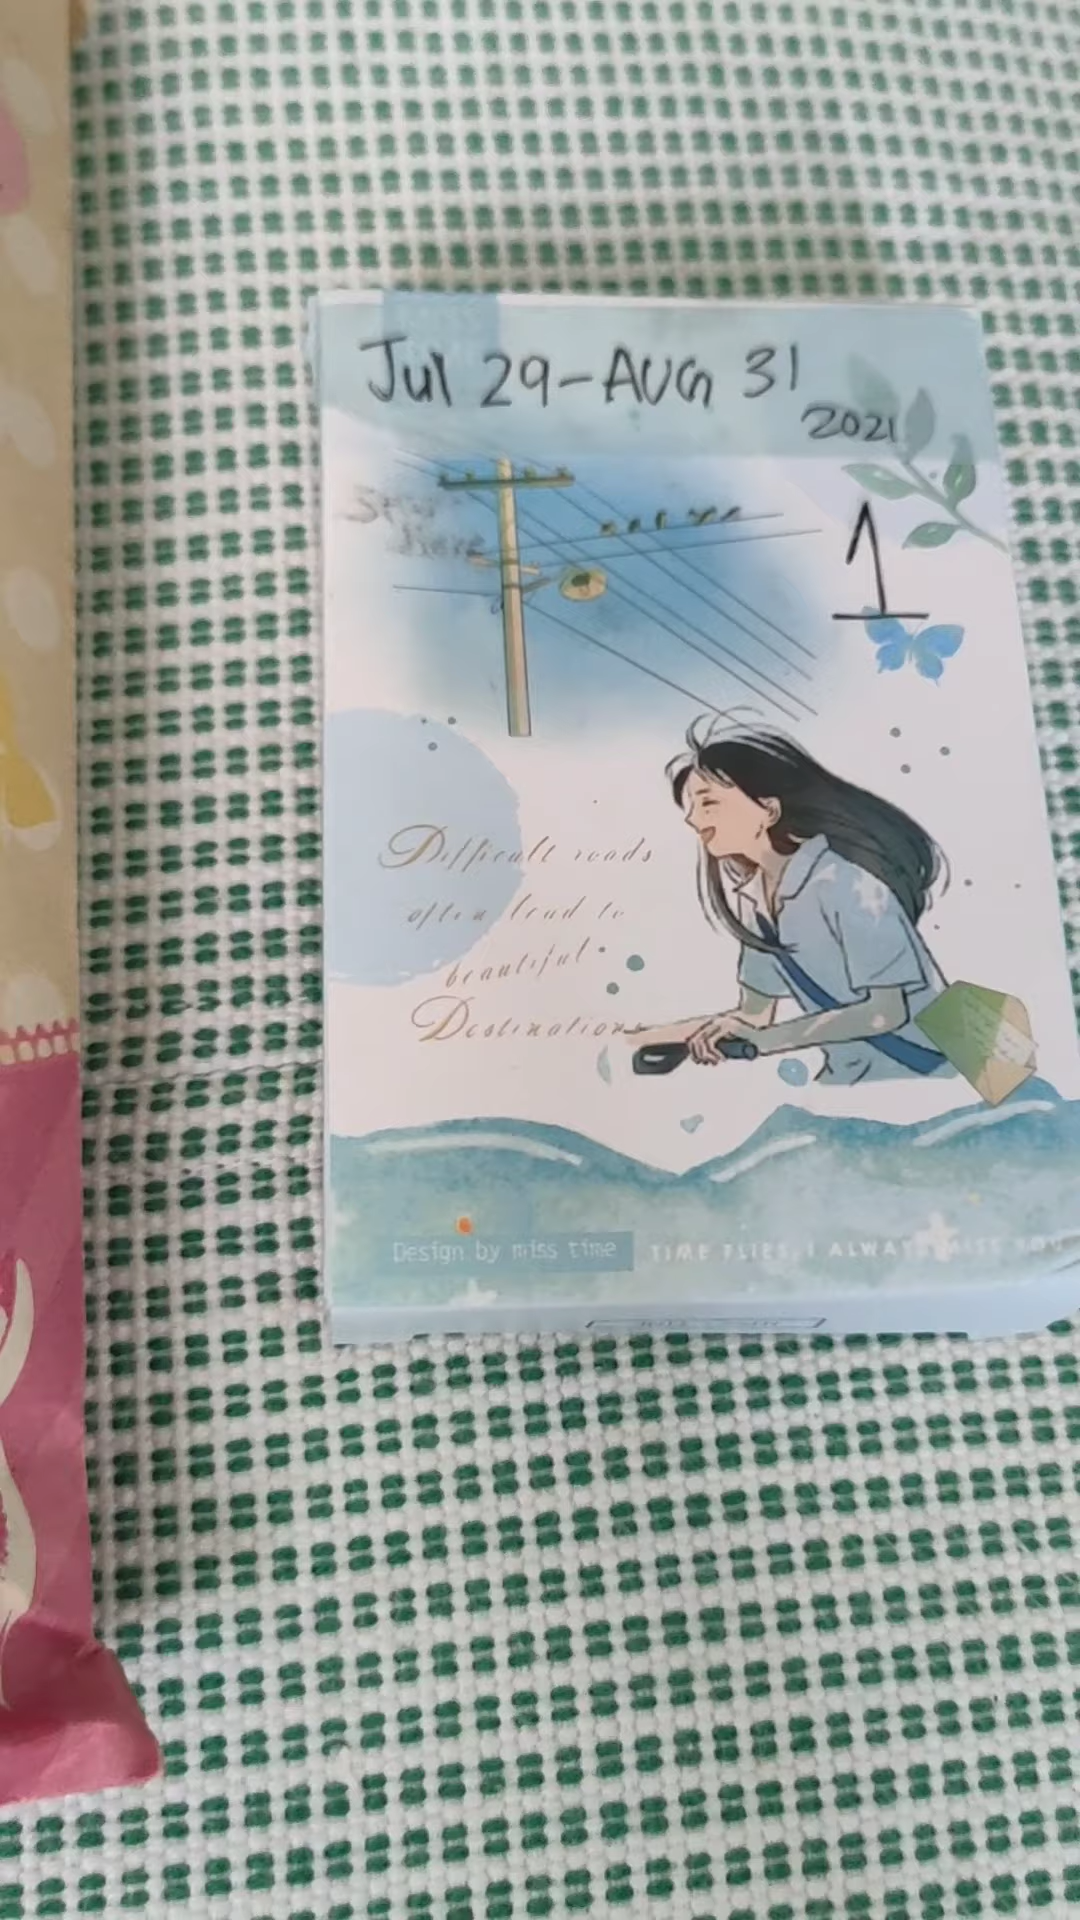 Jul 29-AUG 31
2021
1
Difficult roads
often lead to
beautiful
Destinations
Design by miss time
TIME FLIES, I ALWAYS MISS YOU